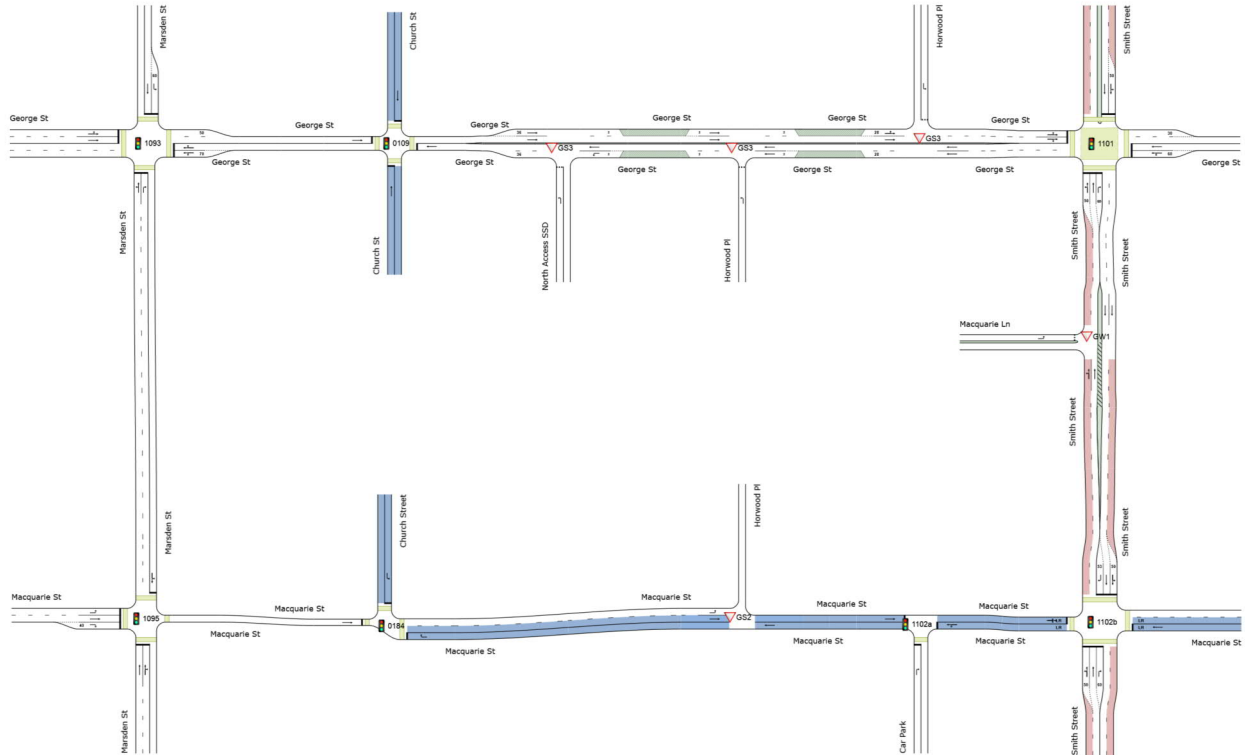 Marsden St
Church St
Horwood Pl
Smith Street
George St
George St
George St
George St
George St
George St
1093
0109
GS3
GS3
GS3
1101
George St
George St
George St
George St
George St
George St
Marsden St
Church St
North Access SSD
Horwood Pl
Smith Street
Smith Street
Macquarie Ln
GW1
Smith Street
Marsden St
Church Street
Horwood Pl
Smith Street
Macquarie St
Macquarie St
Macquarie St
Macquarie St
Macquarie St
1095
0184
GS2
1102a
1102b
Macquarie St
Macquarie St
Macquarie St
Macquarie St
Macquarie St
Marsden St
Car Park
Smith Street